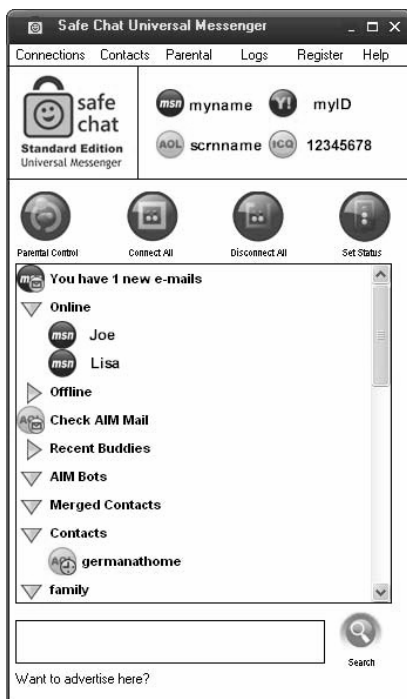 Safe Chat Universal Messenger
Connections Contacts Parental Logs Register Help
safe
chat
Standard Edition
Universal Messenger
msn myname Y! myID
AOL scrnname ICQ 12345678
Parental Control Connect All Disconnect All Set Status
You have 1 new e-mails
Online
msn Joe
msn Lisa
Offline
Check AIM Mail
Recent Buddies
AIM Bots
Merged Contacts
Contacts
germanathome
family
Search
Want to advertise here?